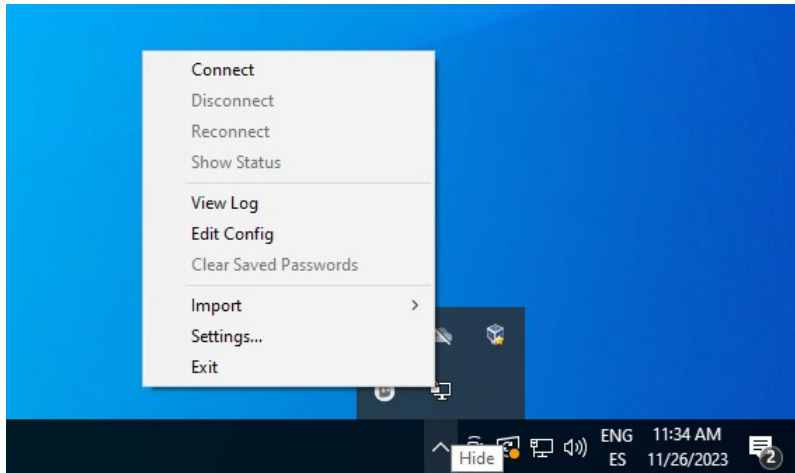 Connect
Disconnect
Reconnect
Show Status
View Log
Edit Config
Clear Saved Passwords
Import
Settings...
Exit
Hide
ENG
ES
11:34 AM
11/26/2023
2